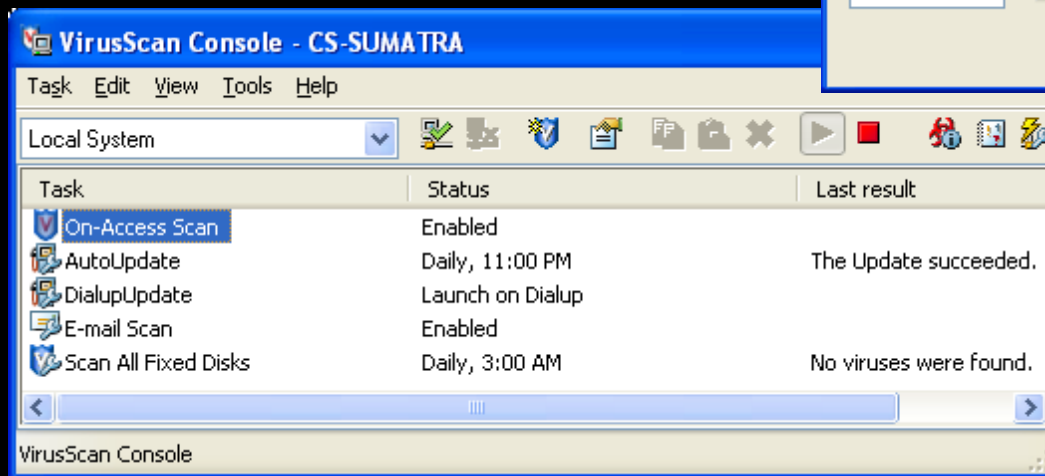 VirusScan Console - CS-SUMATRA
Task Edit View Tools Help
Local System
Task Status Last result
On-Access Scan Enabled
AutoUpdate Daily, 11:00 PM The Update succeeded.
DialupUpdate Launch on Dialup
E-mail Scan Enabled
Scan All Fixed Disks Daily, 3:00 AM No viruses were found.
VirusScan Console